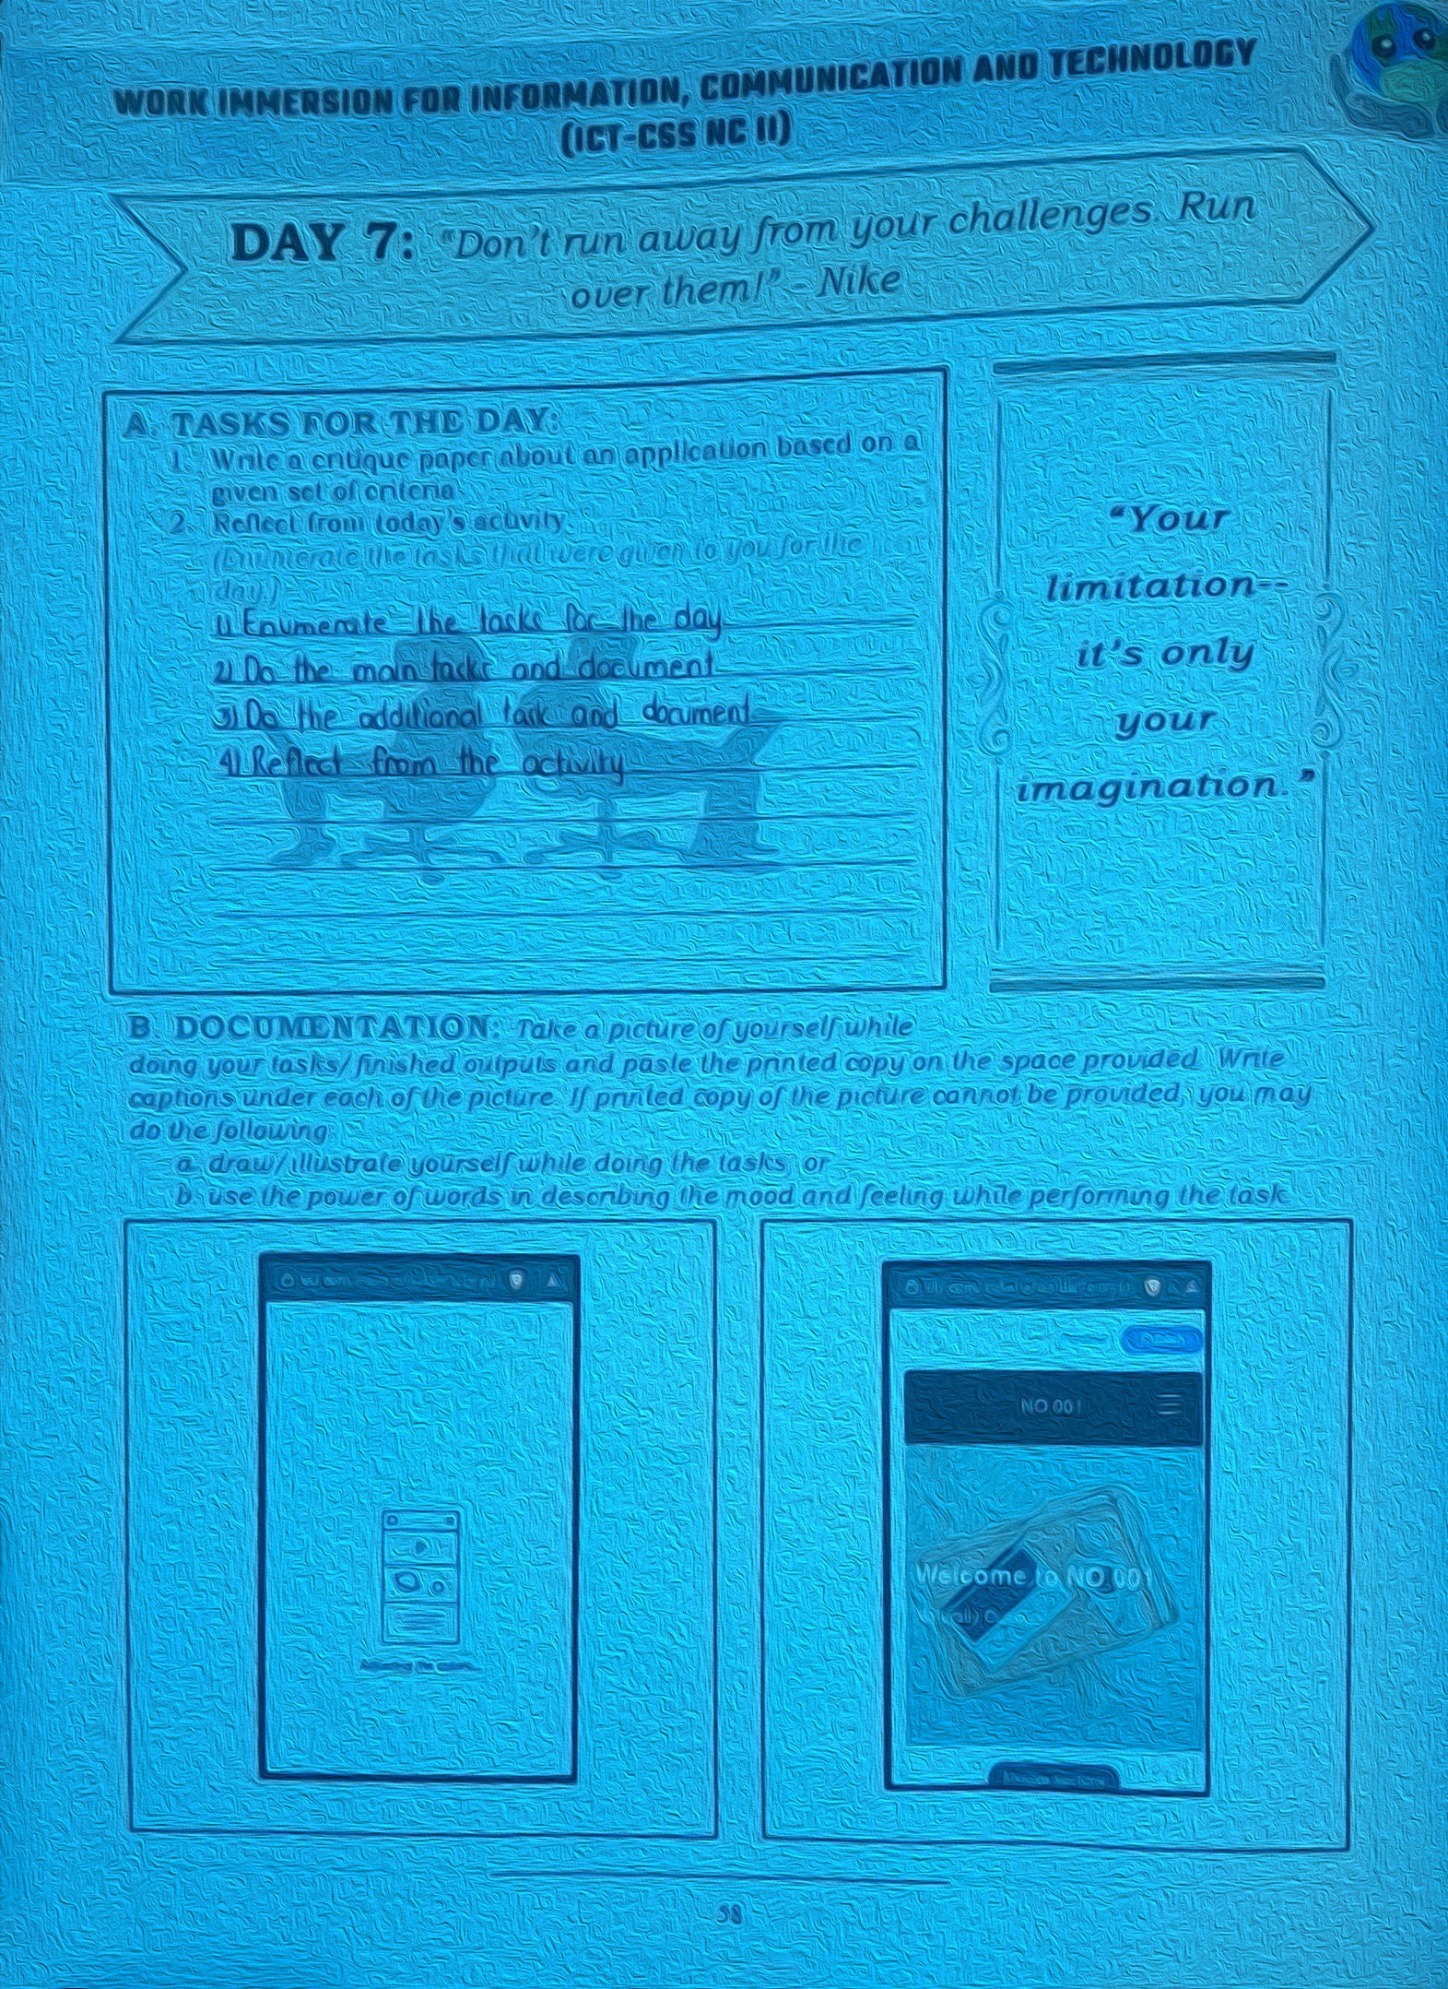 WORK IMMERSION FOR INFORMATION, COMMUNICATION AND TECHNOLOGY
(ICT-CSS NC II)
DAY 7: "Don't run away from your challenges. Run
over them!" - Nike
A. TASKS FOR THE DAY:
1. Write a critique paper about an application based on a
given set of criteria.
2. Reflect from today's activity.
(Enumerate the tasks that were given to you for the
day.)
1) Enumerate the tasks for the day
2) Do the main tasks and document
3) Do the additional task and document
4) Reflect from the activity
"Your
limitation--
it's only
your
imagination."
B. DOCUMENTATION: Take a picture of yourself while
doing your tasks/finished outputs and paste the printed copy on the space provided. Write
captions under each of the picture. If printed copy of the picture cannot be provided, you may
do the following:
a. draw/illustrate yourself while doing the tasks, or
b. use the power of words in describing the mood and feeling while performing the task.
NO 001
Welcome to NO 001
58